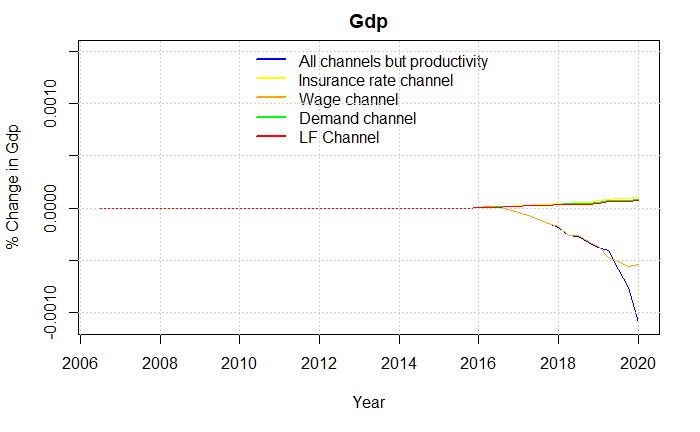 Gdp
All channels but productivity
Insurance rate channel
Wage channel
Demand channel
LF Channel
% Change in Gdp
0.0010
0.0000
-0.0010
2006 2008 2010 2012 2014 2016 2018 2020
Year